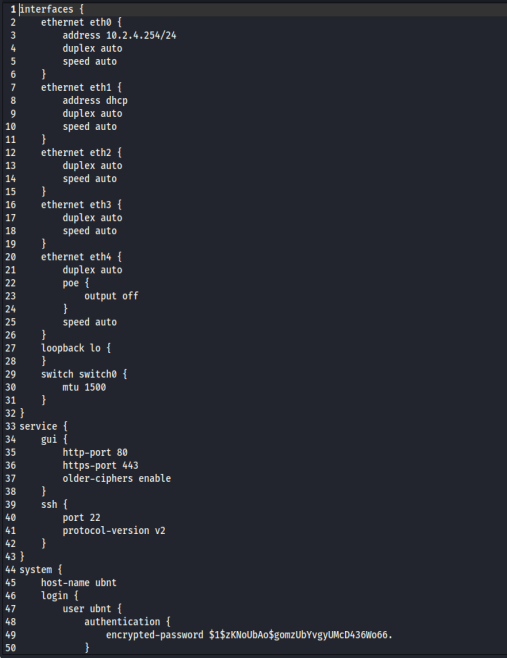 1 interfaces {
2     ethernet eth0 {
3         address 10.2.4.254/24
4         duplex auto
5         speed auto
6     }
7     ethernet eth1 {
8         address dhcp
9         duplex auto
10         speed auto
11     }
12     ethernet eth2 {
13         duplex auto
14         speed auto
15     }
16     ethernet eth3 {
17         duplex auto
18         speed auto
19     }
20     ethernet eth4 {
21         duplex auto
22         poe {
23             output off
24         }
25         speed auto
26     }
27     loopback lo {
28     }
29     switch switch0 {
30         mtu 1500
31     }
32 }
33 service {
34     gui {
35         http-port 80
36         https-port 443
37         older-ciphers enable
38     }
39     ssh {
40         port 22
41         protocol-version v2
42     }
43 }
44 system {
45     host-name ubnt
46     login {
47         user ubnt {
48             authentication {
49                 encrypted-password $1$zKNoUbAo$gomzUbYvgyUMcD436Wo66.
50             }